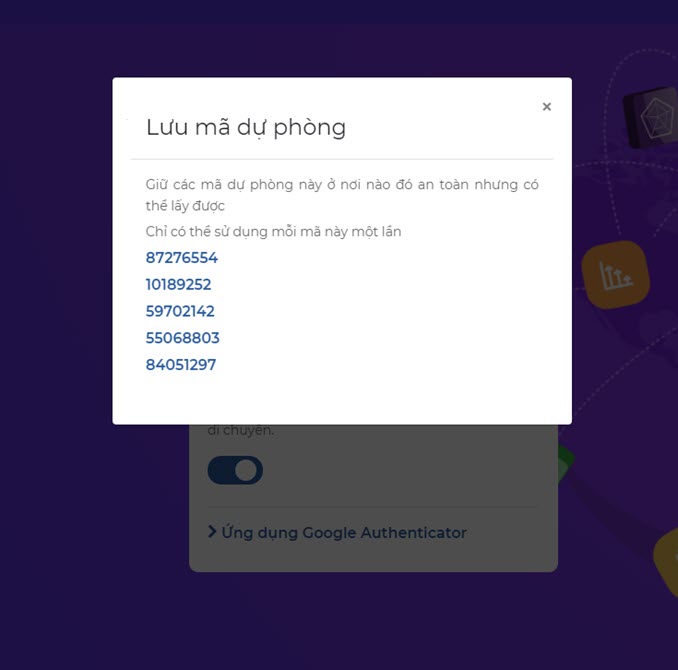 ×
Lưu mã dự phòng
Giữ các mã dự phòng này ở nơi nào đó an toàn nhưng có
thể lấy được
Chỉ có thể sử dụng mỗi mã này một lần
87276554
10189252
59702142
55068803
84051297
di chuyển.
Ứng dụng Google Authenticator